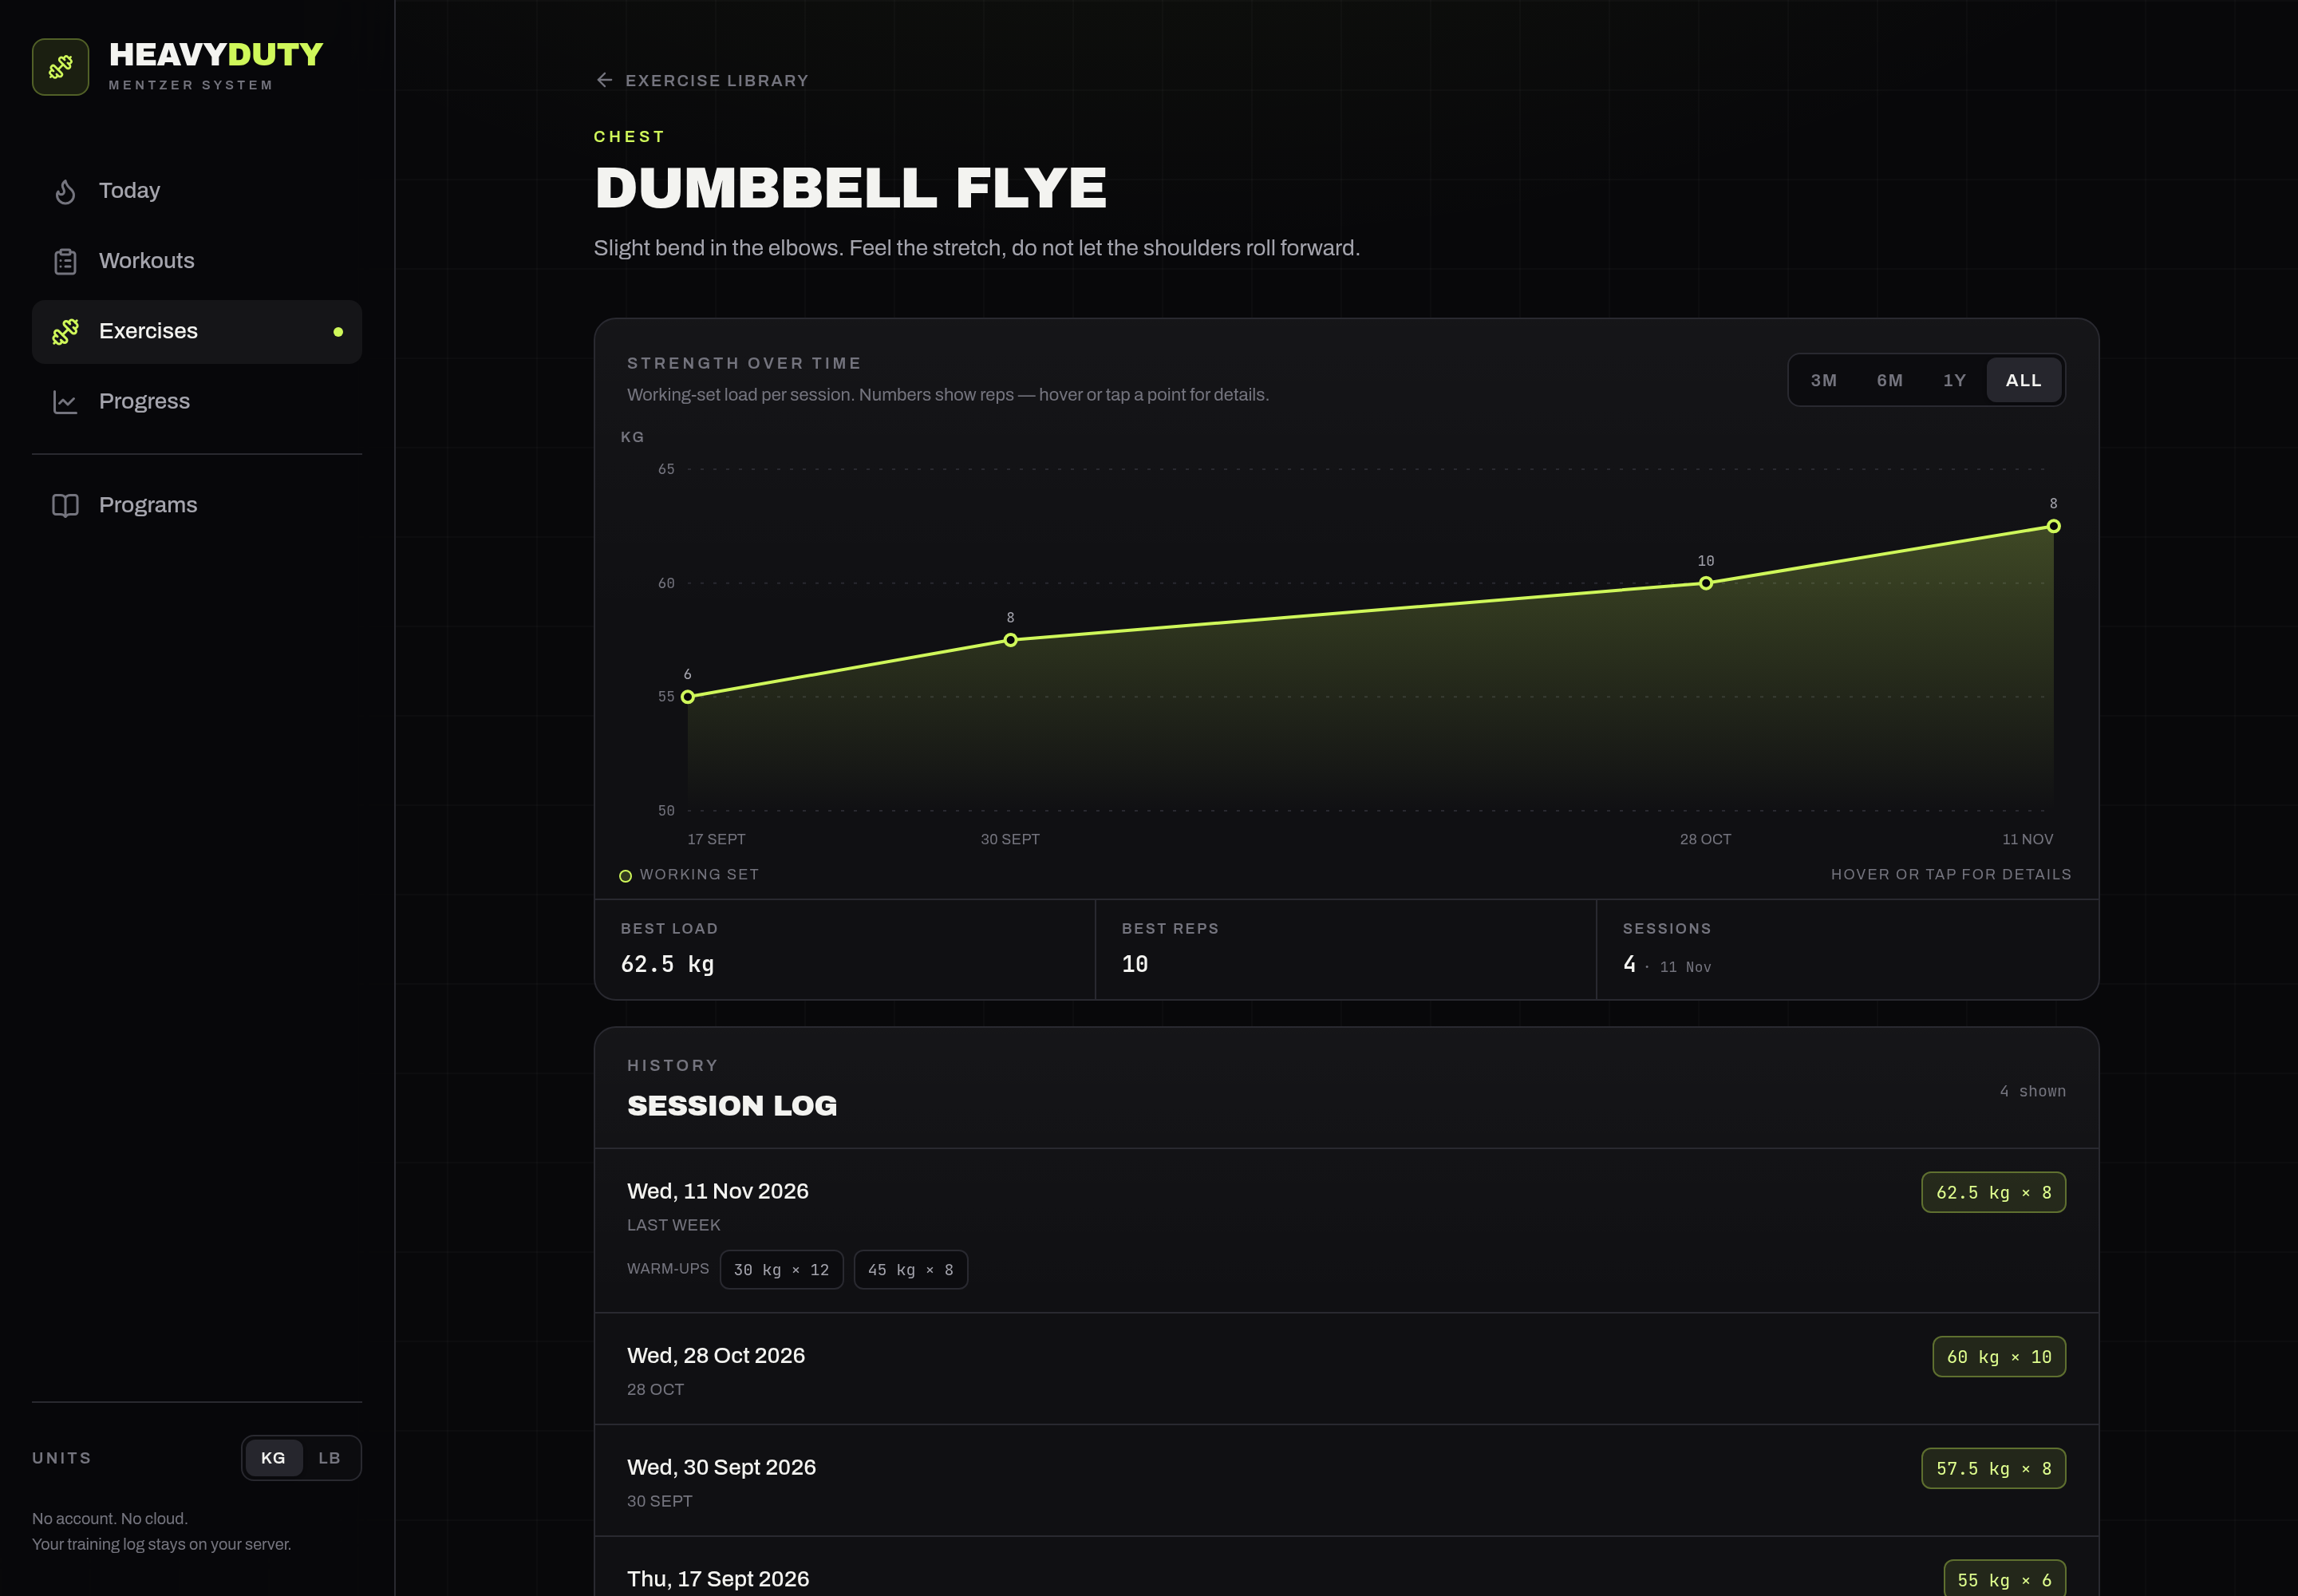 HEAVYDUTY
MENTZER SYSTEM
Today
Workouts
Exercises
Progress
Programs
UNITS
KG LB
No account. No cloud.
Your training log stays on your server.
EXERCISE LIBRARY
CHEST
DUMBBELL FLYE
Slight bend in the elbows. Feel the stretch, do not let the shoulders roll forward.
STRENGTH OVER TIME
Working-set load per session. Numbers show reps — hover or tap a point for details.
3M 6M 1Y ALL
KG
65
8
10
60
8
6
55
50
17 SEPT 30 SEPT 28 OCT 11 NOV
WORKING SET
HOVER OR TAP FOR DETAILS
BEST LOAD
62.5 kg
BEST REPS
10
SESSIONS
4 · 11 Nov
HISTORY
SESSION LOG
4 shown
Wed, 11 Nov 2026
62.5 kg × 8
LAST WEEK
WARM-UPS 30 kg × 12 45 kg × 8
Wed, 28 Oct 2026
60 kg × 10
28 OCT
Wed, 30 Sept 2026
57.5 kg × 8
30 SEPT
Thu, 17 Sept 2026
55 kg × 6